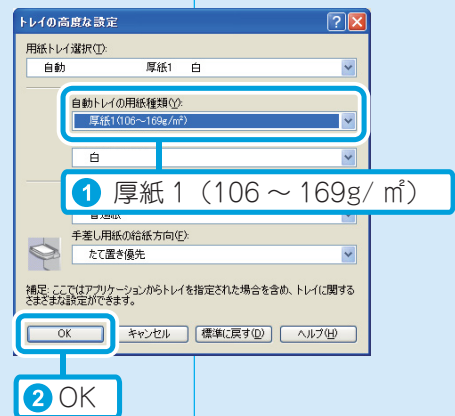 トレイの高度な設定
用紙トレイ選択(T):
自動 厚紙1 白
自動トレイの用紙種類(Y):
厚紙1(106～169g/㎡)
白
① 厚紙 1（106 ～ 169g/ ㎡）
普通紙
手差し用紙の給紙方向(F):
たて置き優先
補足: ここではアプリケーションからトレイを指定された場合を含め、トレイに関する
さまざまな設定ができます。
OK キャンセル 標準に戻す(D) ヘルプ(H)
② OK